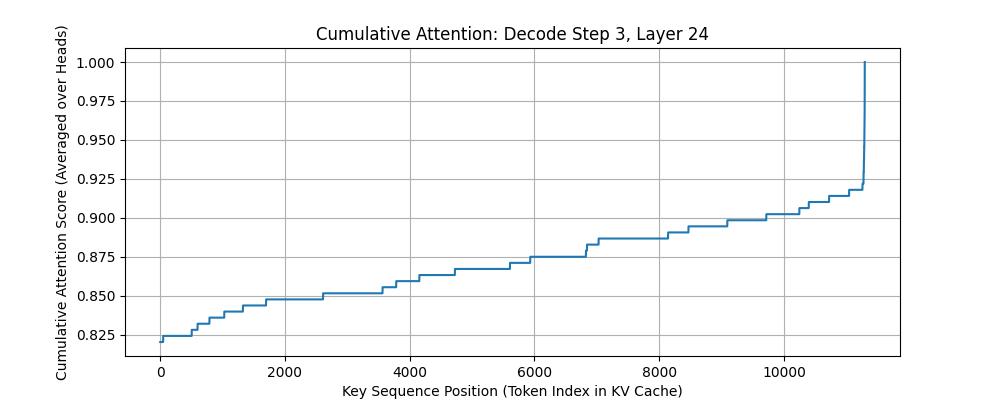 Cumulative Attention: Decode Step 3, Layer 24
Cumulative Attention Score (Averaged over Heads)
1.000
0.975
0.950
0.925
0.900
0.875
0.850
0.825
0 2000 4000 6000 8000 10000
Key Sequence Position (Token Index in KV Cache)